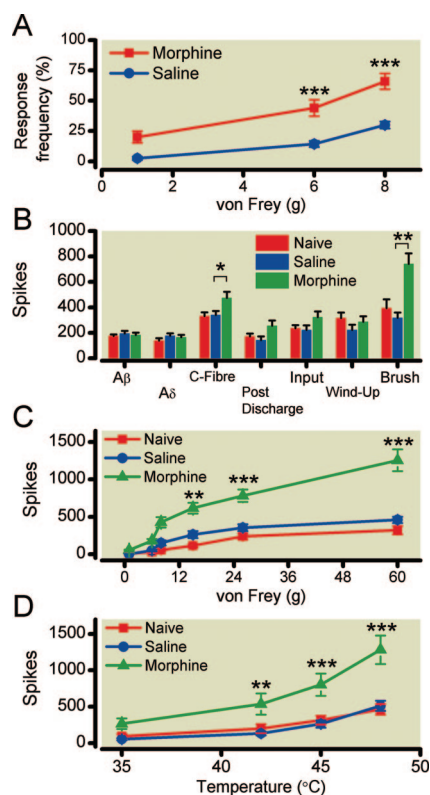 A
Response
frequency (%)
100
75
50
25
0
Morphine
Saline
***
***
0 2 4 6 8
von Frey (g)
B
Spikes
1000
800
600
400
200
0
Naive
Saline
Morphine
*
**
Aβ
Aδ
C-Fibre
Post
Discharge
Input
Wind-Up
Brush
C
Spikes
1500
1000
500
0
Naive
Saline
Morphine
**
***
***
0 12 24 36 48 60
von Frey (g)
D
Spikes
1500
1000
500
0
Naive
Saline
Morphine
**
***
***
35 40 45 50
Temperature (°C)